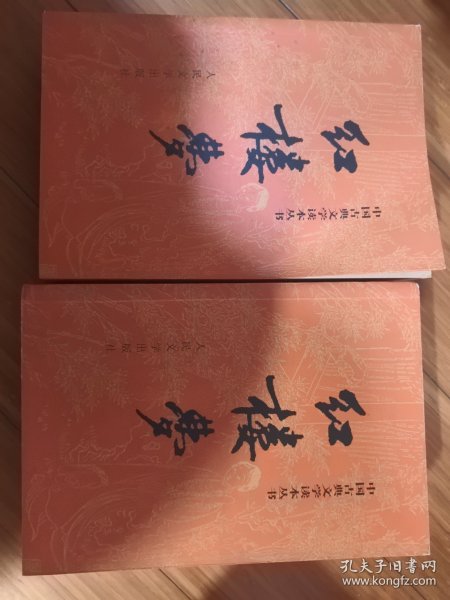 中国古典文学读本丛书
红楼梦
人民文学出版社
中国古典文学读本丛书
红楼梦
人民文学出版社
孔夫子旧书网
www.kongfz.com